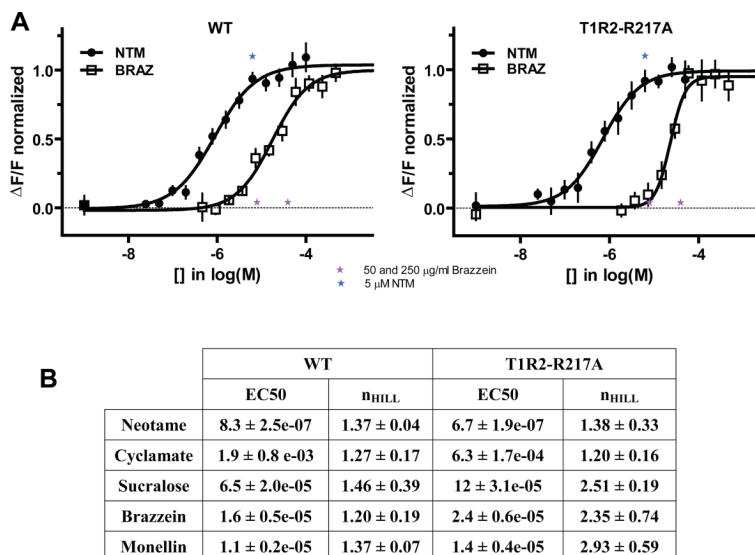 A
WT
T1R2-R217A
NTM
BRAZ
NTM
BRAZ
ΔF/F normalized
1.0
0.5
0.0
-8
-6
-4
[] in log(M)
ΔF/F normalized
1.0
0.5
0.0
-8
-6
-4
[] in log(M)
50 and 250 µg/ml Brazzein
5 µM NTM
B
WT T1R2-R217A
EC50 nHILL EC50 nHILL
Neotame 8.3 ± 2.5e-07 1.37 ± 0.04 6.7 ± 1.9e-07 1.38 ± 0.33
Cyclamate 1.9 ± 0.8 e-03 1.27 ± 0.17 6.3 ± 1.7e-04 1.20 ± 0.16
Sucralose 6.5 ± 2.0e-05 1.46 ± 0.39 12 ± 3.1e-05 2.51 ± 0.19
Brazzein 1.6 ± 0.5e-05 1.20 ± 0.19 2.4 ± 0.6e-05 2.35 ± 0.74
Monellin 1.1 ± 0.2e-05 1.37 ± 0.07 1.4 ± 0.4e-05 2.93 ± 0.59